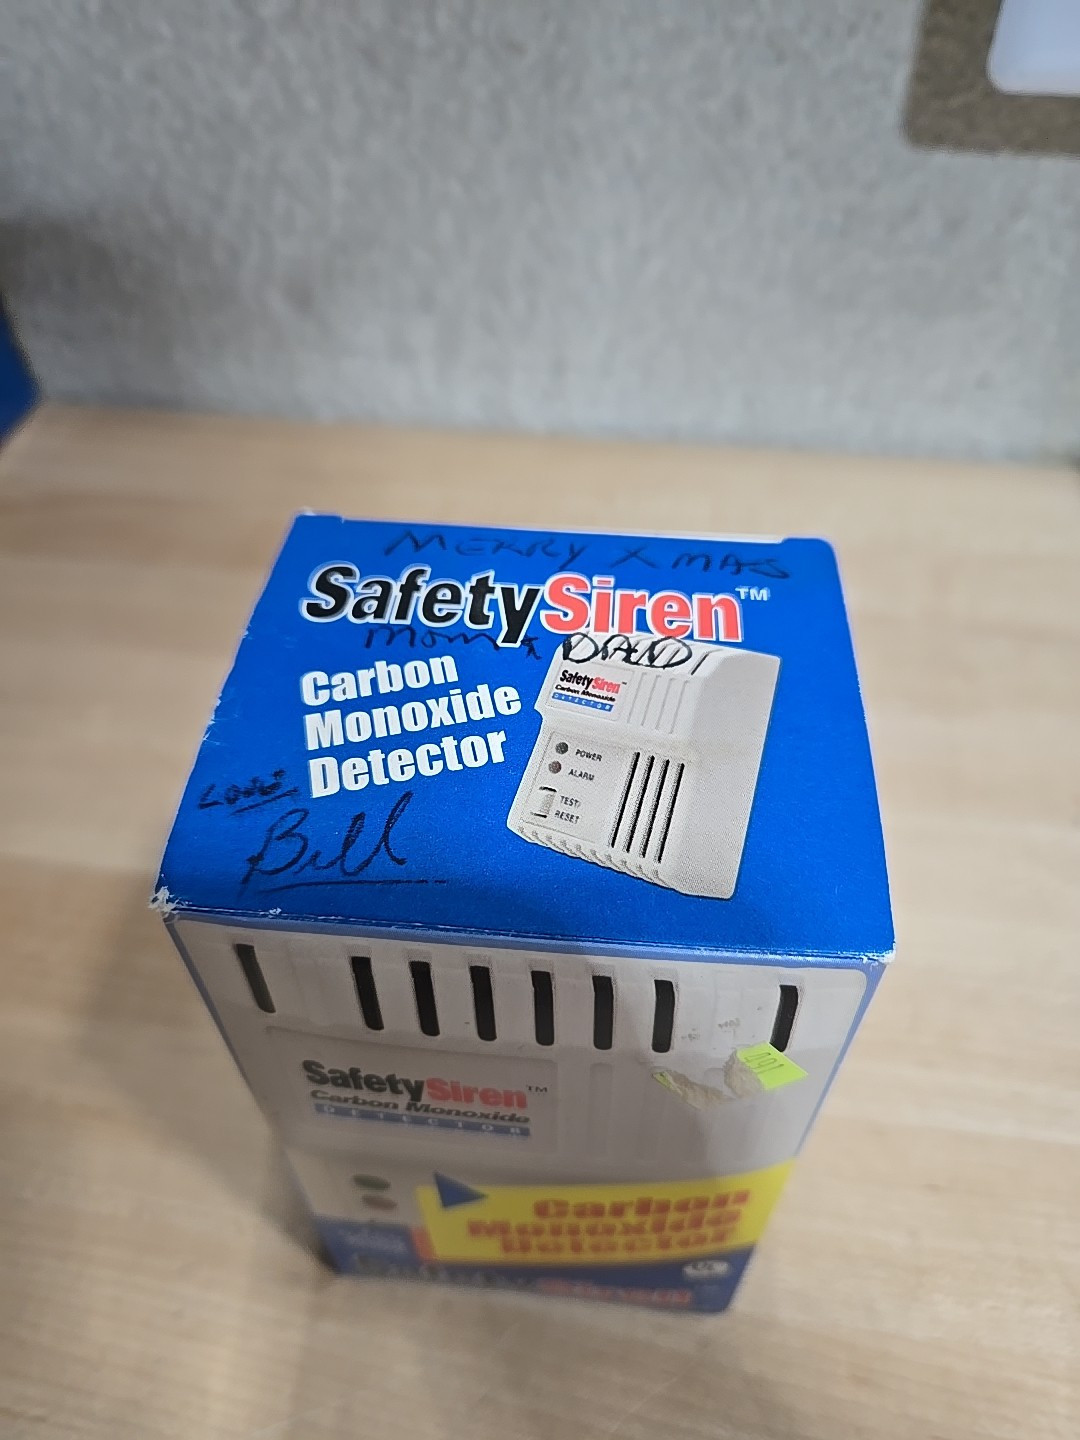 MERRY XMAS
SafetySiren™
MOM & DAD
Carbon
Monoxide
Detector
SafetySiren™
Carbon Monoxide
DETECTOR
POWER
ALARM
TEST/
RESET
LOVE
Bill
SafetySiren™
Carbon Monoxide
DETECTOR
Carbon
Monoxide
Detector